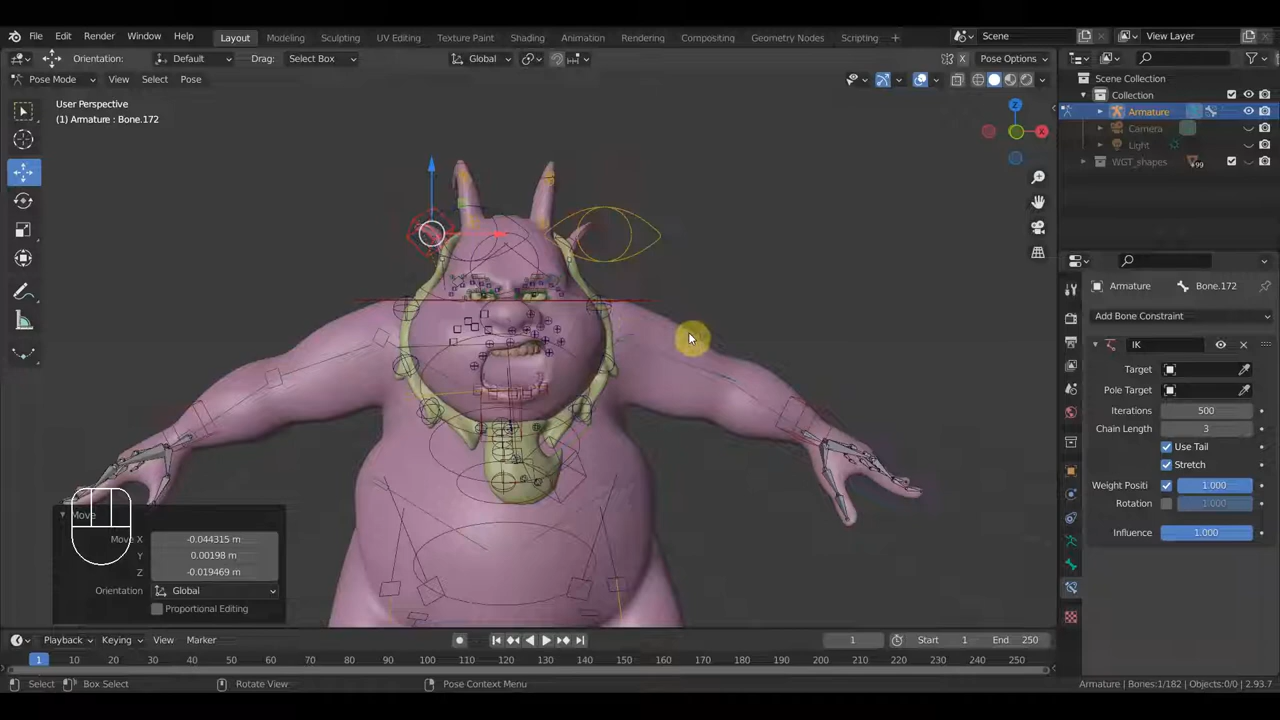 File Edit Render Window Help Layout Modeling Sculpting UV Editing Texture Paint Shading Animation Rendering Compositing Geometry Nodes Scripting + Scene View Layer
Orientation: Default Drag: Select Box Global Pose Options
Pose Mode View Select Pose
User Perspective
(1) Armature : Bone.172
Z
X
Scene Collection
Collection
Armature
Camera
Light
WGT_shapes 99
Armature Bone.172
Add Bone Constraint
IK
Target
Pole Target
Iterations 500
Chain Length 3
Use Tail
Stretch
Weight Positi 1.000
Rotation 1.000
Influence 1.000
Move
Move X -0.044315 m
Y 0.00198 m
Z -0.019469 m
Orientation Global
Proportional Editing
Playback Keying View Marker 1 Start 1 End 250
1 10 20 30 40 50 60 70 80 90 100 110 120 130 140 150 160 170 180 190 200 210 220 230 240 250
Select Box Select Rotate View Pose Context Menu Armature | Bones:1/182 | Objects:0/0 | 2.93.7